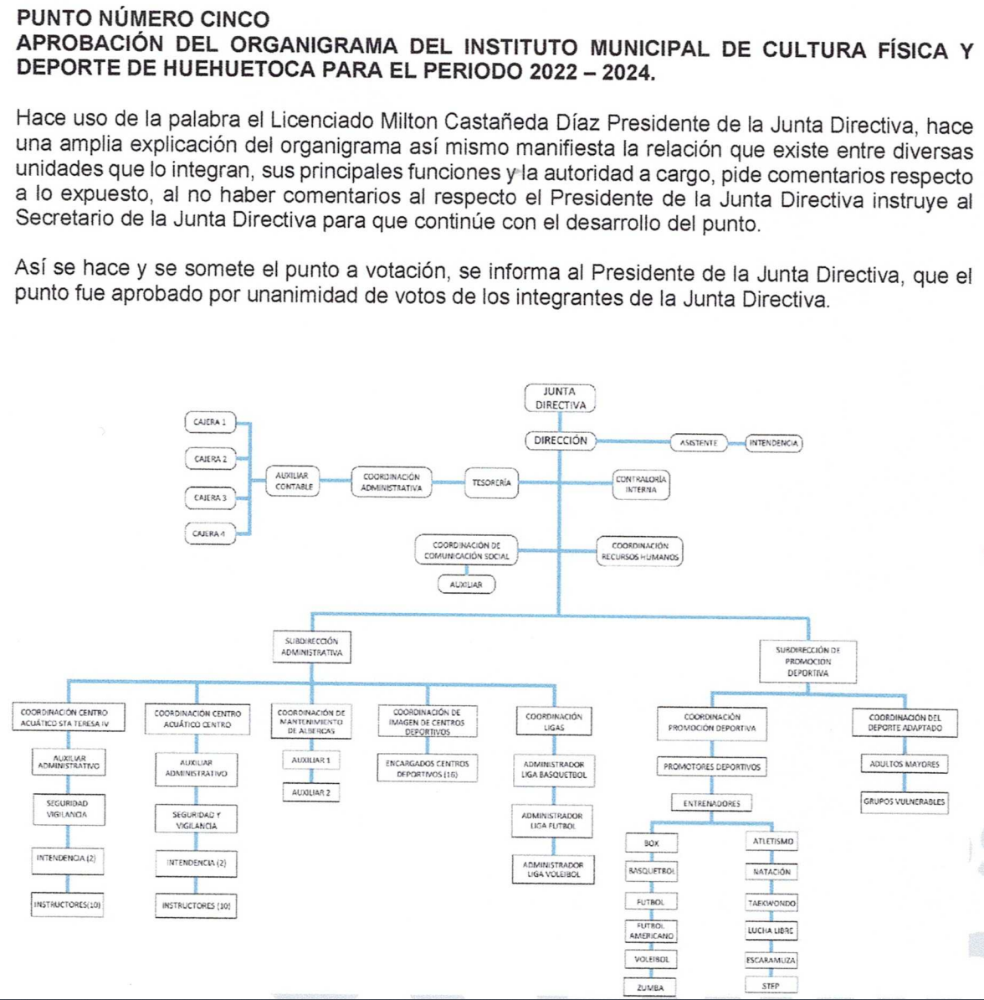 PUNTO NÚMERO CINCO
APROBACIÓN DEL ORGANIGRAMA DEL INSTITUTO MUNICIPAL DE CULTURA FÍSICA Y
DEPORTE DE HUEHUETOCA PARA EL PERIODO 2022 – 2024.
Hace uso de la palabra el Licenciado Milton Castañeda Díaz Presidente de la Junta Directiva, hace
una amplia explicación del organigrama así mismo manifiesta la relación que existe entre diversas
unidades que lo integran, sus principales funciones y la autoridad a cargo, pide comentarios respecto
a lo expuesto, al no haber comentarios al respecto el Presidente de la Junta Directiva instruye al
Secretario de la Junta Directiva para que continúe con el desarrollo del punto.
Así se hace y se somete el punto a votación, se informa al Presidente de la Junta Directiva, que el
punto fue aprobado por unanimidad de votos de los integrantes de la Junta Directiva.
JUNTA
DIRECTIVA
DIRECCIÓN
ASISTENTE
INTENDENCIA
CAJERA 1
CAJERA 2
CAJERA 3
CAJERA 4
AUXILIAR
CONTABLE
COORDINACIÓN
ADMINISTRATIVA
TESORERÍA
CONTRALORÍA
INTERNA
COORDINACIÓN DE
COMUNICACIÓN SOCIAL
AUXILIAR
COORDINACIÓN
RECURSOS HUMANOS
SUBDIRECCIÓN
ADMINISTRATIVA
SUBDIRECCIÓN DE
PROMOCION
DEPORTIVA
COORDINACIÓN CENTRO
ACUÁTICO STA TERESA IV
AUXILIAR
ADMINISTRATIVO
SEGURIDAD
VIGILANCIA
INTENDENCIA (2)
INSTRUCTORES(10)
COORDINACIÓN CENTRO
ACUÁTICO CENTRO
AUXILIAR
ADMINISTRATIVO
SEGURIDAD Y
VIGILANCIA
INTENDENCIA (2)
INSTRUCTORES (10)
COORDINACIÓN DE
MANTENIMIENTO
DE ALBERCAS
AUXILIAR 1
AUXILIAR 2
COORDINACIÓN DE
IMAGEN DE CENTROS
DEPORTIVOS
ENCARGADOS CENTROS
DEPORTIVOS (16)
COORDINACIÓN
LIGAS
ADMINISTRADOR
LIGA BASQUETBOL
ADMINISTRADOR
LIGA FUTBOL
ADMINISTRADOR
LIGA VOLEIBOL
COORDINACIÓN
PROMOCIÓN DEPORTIVA
PROMOTORES DEPORTIVOS
ENTRENADORES
BOX
BASQUETBOL
FUTBOL
FUTBOL
AMERICANO
VOLEIBOL
ZUMBA
ATLETISMO
NATACIÓN
TAEKWONDO
LUCHA LIBRE
ESCARAMUZA
STEP
COORDINACIÓN DEL
DEPORTE ADAPTADO
ADULTOS MAYORES
GRUPOS VULNERABLES